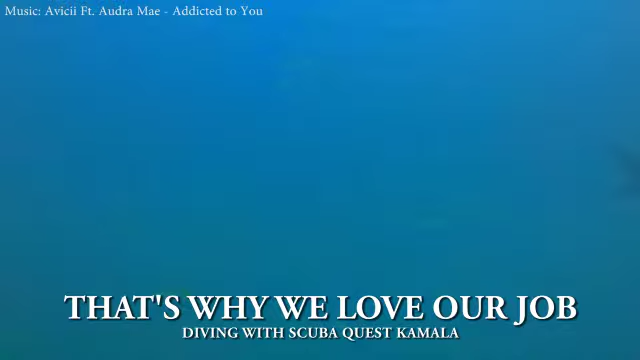 Music: Avicii Ft. Audra Mae - Addicted to You
THAT'S WHY WE LOVE OUR JOB
DIVING WITH SCUBA QUEST KAMALA